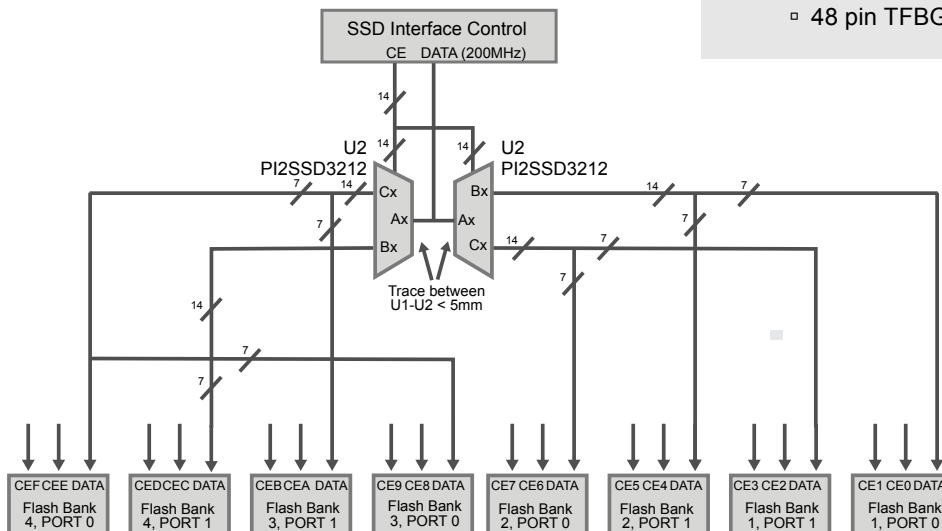 ▫ 48 pin TFBG
SSD Interface Control
CE DATA (200MHz)
14
14
14
U2
PI2SSD3212
U2
PI2SSD3212
7
14
Cx
Bx
14
7
7
Ax
Ax
7
Bx
Cx
14
7
7
Trace between
U1-U2 < 5mm
14
7
7
CEF CEE DATA
Flash Bank
4, PORT 0
CED CEC DATA
Flash Bank
4, PORT 1
CEB CEA DATA
Flash Bank
3, PORT 1
CE9 CE8 DATA
Flash Bank
3, PORT 0
CE7 CE6 DATA
Flash Bank
2, PORT 0
CE5 CE4 DATA
Flash Bank
2, PORT 1
CE3 CE2 DATA
Flash Bank
1, PORT 1
CE1 CE0 DATA
Flash Bank
1, PORT 0